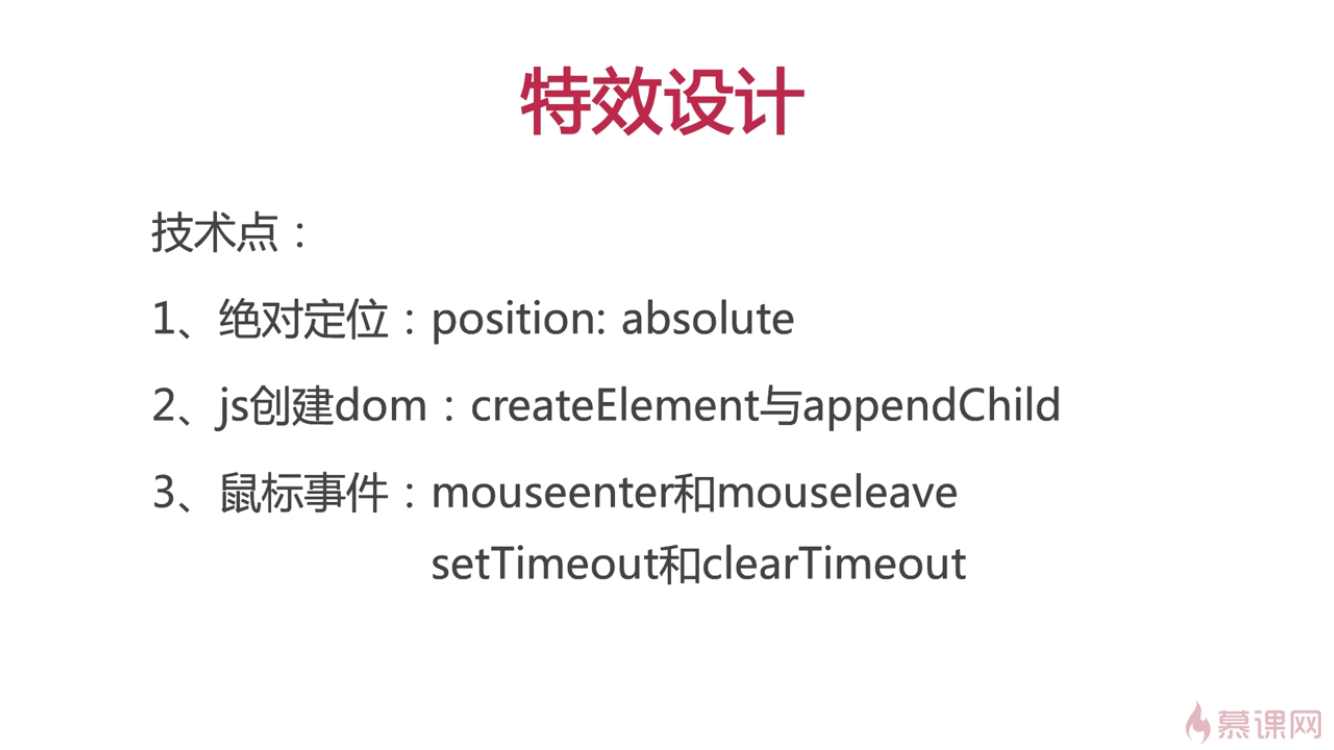 特效设计
技术点：
1、绝对定位：position: absolute
2、js创建dom：createElement与appendChild
3、鼠标事件：mouseenter和mouseleave
setTimeout和clearTimeout
慕课网